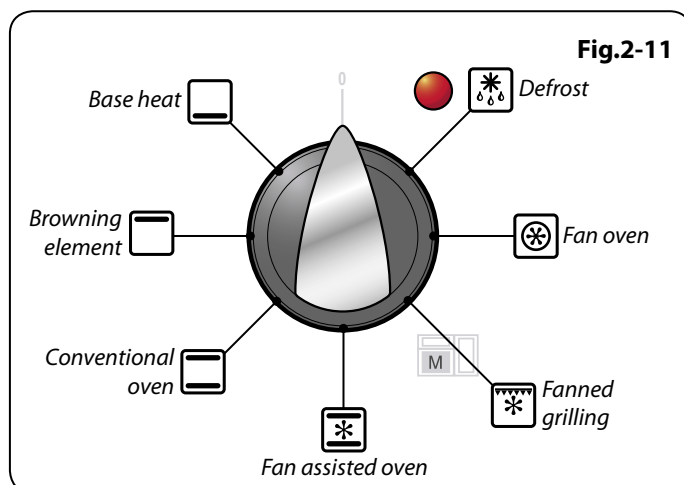 Fig.2-11
0
Base heat
Defrost
Browning
element
Fan oven
Conventional
oven
M
Fanned
grilling
Fan assisted oven